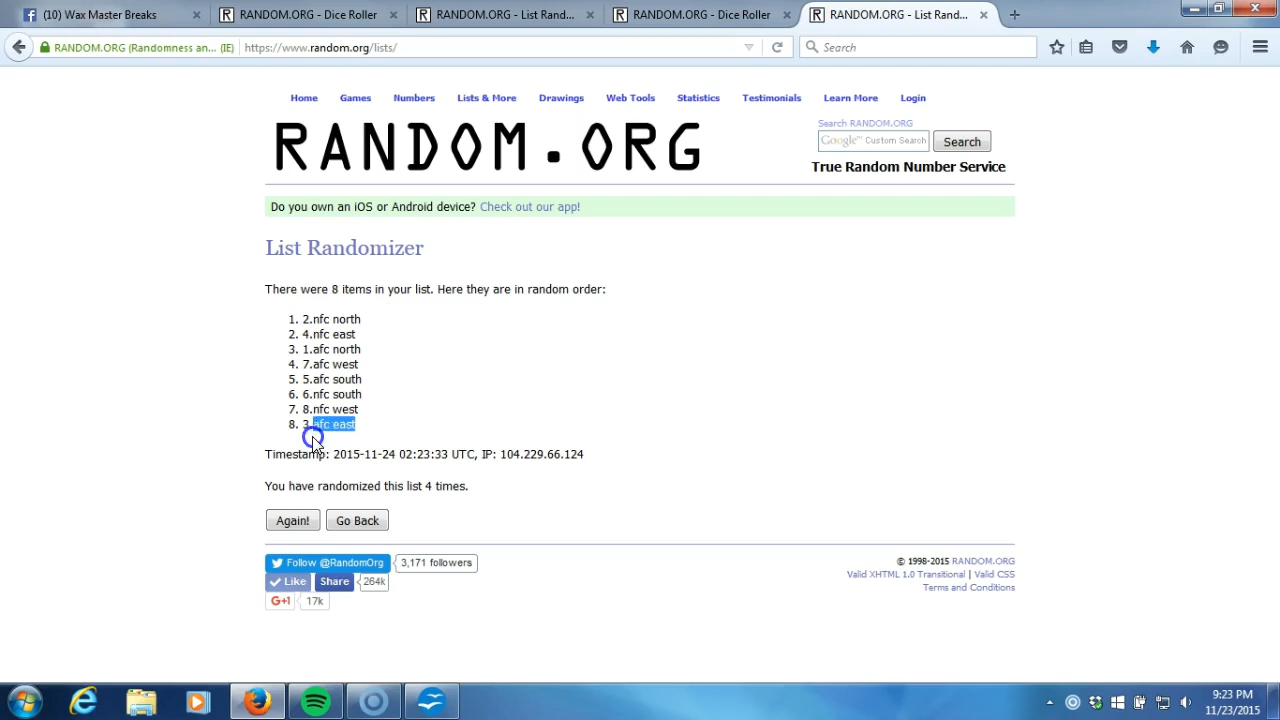 (10) Wax Master Breaks
RANDOM.ORG - Dice Roller
RANDOM.ORG - List Rand...
RANDOM.ORG - Dice Roller
RANDOM.ORG - List Rand...
RANDOM.ORG (Randomness an... (IE)
https://www.random.org/lists/
Search
Home Games Numbers Lists & More Drawings Web Tools Statistics Testimonials Learn More Login
RANDOM.ORG
Search RANDOM.ORG
Google™ Custom Search
Search
True Random Number Service
Do you own an iOS or Android device? Check out our app!
List Randomizer
There were 8 items in your list. Here they are in random order:
1. 2.nfc north
2. 4.nfc east
3. 1.afc north
4. 7.afc west
5. 5.afc south
6. 6.nfc south
7. 8.nfc west
8. 3.afc east
Timestamp: 2015-11-24 02:23:33 UTC, IP: 104.229.66.124
You have randomized this list 4 times.
Again! Go Back
Follow @RandomOrg 3,171 followers
Like Share 264k
G+1 17k
© 1998-2015 RANDOM.ORG
Valid XHTML 1.0 Transitional | Valid CSS
Terms and Conditions
9:23 PM
11/23/2015